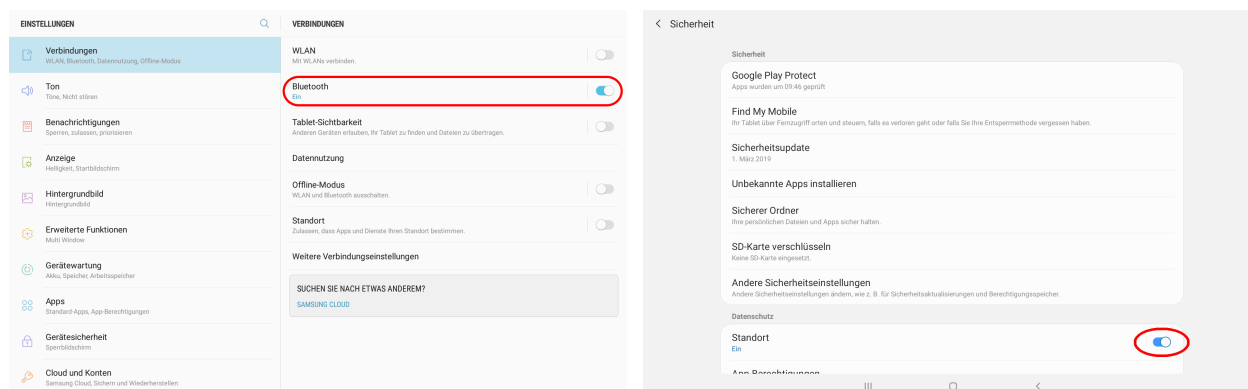 EINSTELLUNGEN
Verbindungen
WLAN, Bluetooth, Datennutzung, Offline-Modus
Ton
Töne, Nicht stören
Benachrichtigungen
Sperren, zulassen, priorisieren
Anzeige
Helligkeit, Startbildschirm
Hintergrundbild
Hintergrundbild
Erweiterte Funktionen
Multi Window
Gerätewartung
Akku, Speicher, Arbeitsspeicher
Apps
Standard-Apps, App-Berechtigungen
Gerätesicherheit
Sperrbildschirm
Cloud und Konten
Samsung Cloud, Sichern und Wiederherstellen
VERBINDUNGEN
WLAN
Mit WLANs verbinden.
Bluetooth
Ein
Tablet-Sichtbarkeit
Anderen Geräten erlauben, Ihr Tablet zu finden und Dateien zu übertragen.
Datennutzung
Offline-Modus
WLAN und Bluetooth ausschalten.
Standort
Zulassen, dass Apps und Dienste Ihren Standort bestimmen.
Weitere Verbindungseinstellungen
SUCHEN SIE NACH ETWAS ANDEREM?
SAMSUNG CLOUD
Sicherheit
Sicherheit
Google Play Protect
Apps wurden um 09:46 geprüft
Find My Mobile
Ihr Tablet über Fernzugriff orten und steuern, falls es verloren geht oder falls Sie Ihre Entsperrmethode vergessen haben.
Sicherheitsupdate
1. März 2019
Unbekannte Apps installieren
Sicherer Ordner
Ihre persönlichen Dateien und Apps sicher halten.
SD-Karte verschlüsseln
Keine SD-Karte eingesetzt.
Andere Sicherheitseinstellungen
Andere Sicherheitseinstellungen ändern, wie z. B. für Sicherheitsaktualisierungen und Berechtigungsspeicher.
Datenschutz
Standort
Ein
App-Berechtigungen